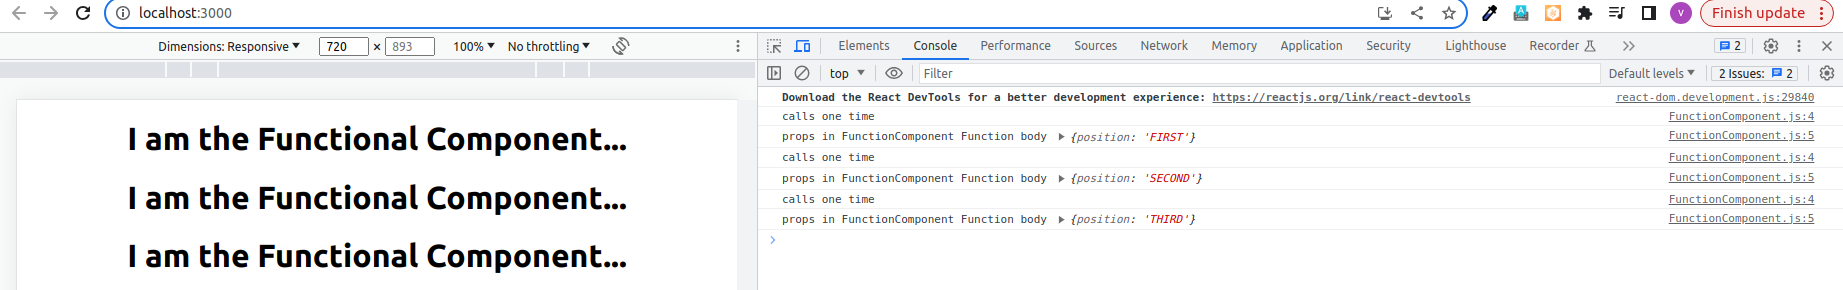 localhost:3000
Finish update
Dimensions: Responsive 720 × 893 100% No throttling
Elements Console Performance Sources Network Memory Application Security Lighthouse Recorder 2
top Filter Default levels 2 Issues: 2
I am the Functional Component...
I am the Functional Component...
I am the Functional Component...
Download the React DevTools for a better development experience: https://reactjs.org/link/react-devtools react-dom.development.js:29840
calls one time FunctionComponent.js:4
props in FunctionComponent Function body {position: 'FIRST'} FunctionComponent.js:5
calls one time FunctionComponent.js:4
props in FunctionComponent Function body {position: 'SECOND'} FunctionComponent.js:5
calls one time FunctionComponent.js:4
props in FunctionComponent Function body {position: 'THIRD'} FunctionComponent.js:5